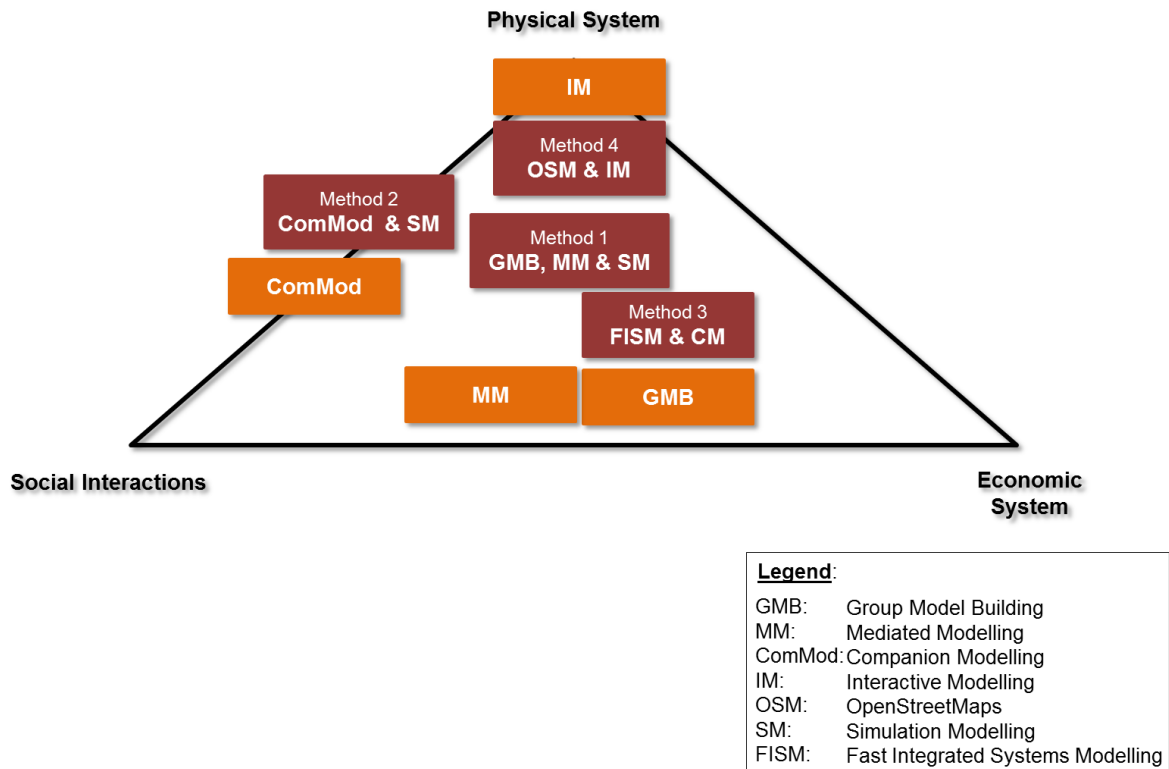 Physical System
IM
Method 4
OSM & IM
Method 2
ComMod & SM
Method 1
GMB, MM & SM
ComMod
Method 3
FISM & CM
MM
GMB
Social Interactions
Economic
System
Legend:
GMB: Group Model Building
MM: Mediated Modelling
ComMod: Companion Modelling
IM: Interactive Modelling
OSM: OpenStreetMaps
SM: Simulation Modelling
FISM: Fast Integrated Systems Modelling